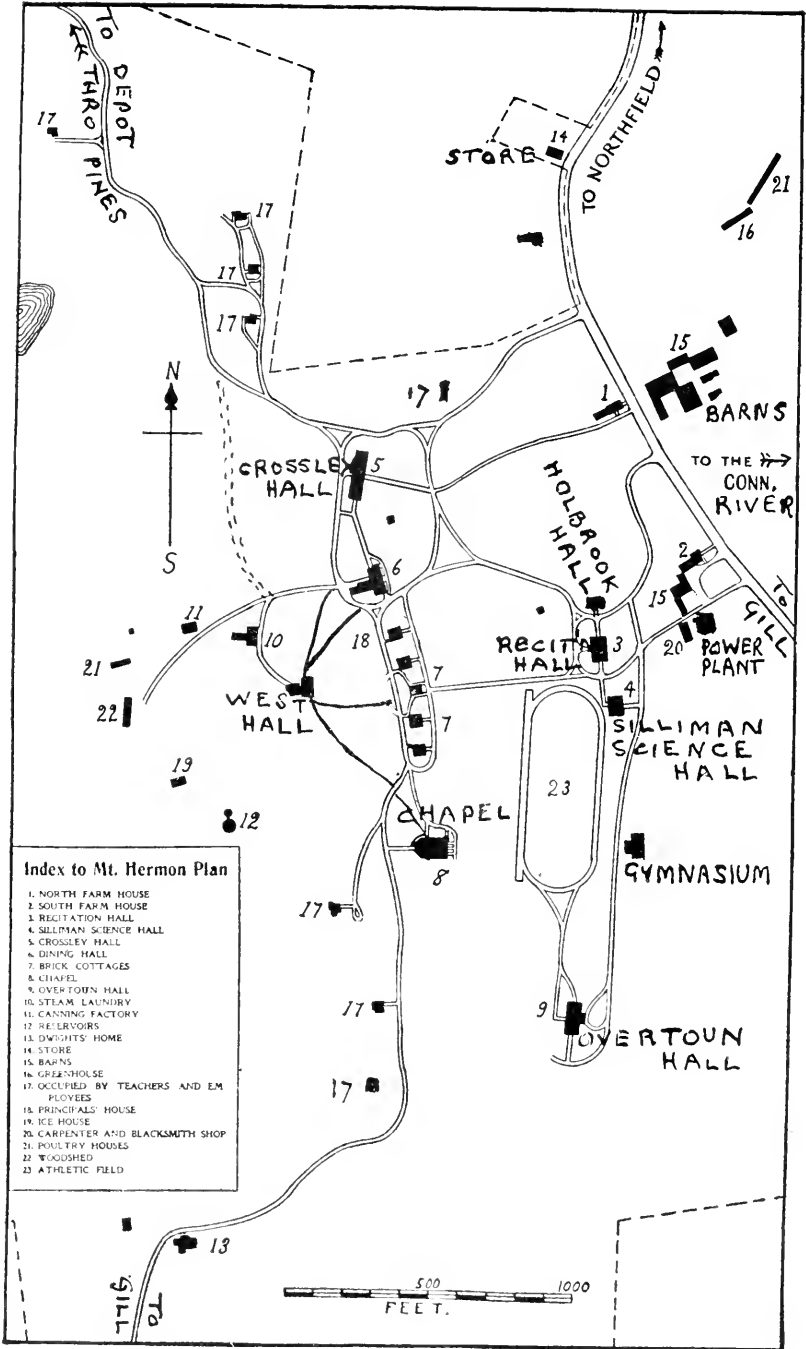 TO DEPOT
THRO PINES
17
STORE
14
TO NORTHFIELD
21
16
17
17
17
15
BARNS
17
1
N
S
CROSSLEY
HALL
5
TO THE
CONN.
RIVER
HOLBROOK
HALL
2
15
TO
GILL
6
11
10
18
RECITA
HALL
3
20
POWER
PLANT
21
22
WEST
HALL
7
7
4
SILLIMAN
SCIENCE
HALL
19
12
23
CHAPEL
8
GYMNASIUM
17
17
17
9
OVERTOUN
HALL
Index to Mt. Hermon Plan
1. NORTH FARM HOUSE
2. SOUTH FARM HOUSE
3. RECITATION HALL
4. SILLIMAN SCIENCE HALL
5. CROSSLEY HALL
6. DINING HALL
7. BRICK COTTAGES
8. CHAPEL
9. OVERTOUN HALL
10. STEAM LAUNDRY
11. CANNING FACTORY
12 RESERVOIRS
13. DWIGHTS' HOME
14. STORE
15. BARNS
16. GREENHOUSE
17. OCCUPIED BY TEACHERS AND EM
PLOYEES
18. PRINCIPALS' HOUSE
19. ICE HOUSE
20. CARPENTER AND BLACKSMITH SHOP
21. POULTRY HOUSES
22 WOODSHED
23 ATHLETIC FIELD
13
TO
GILL
500
1000
FEET.